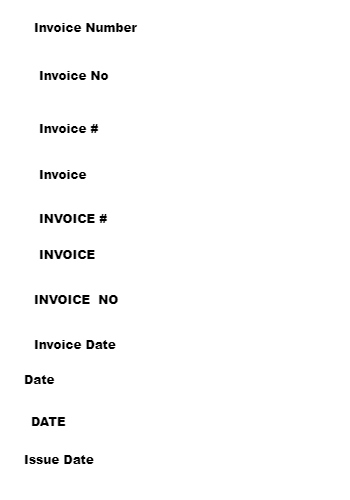 Invoice Number
Invoice No
Invoice #
Invoice
INVOICE #
INVOICE
INVOICE  NO
Invoice Date
Date
DATE
Issue Date